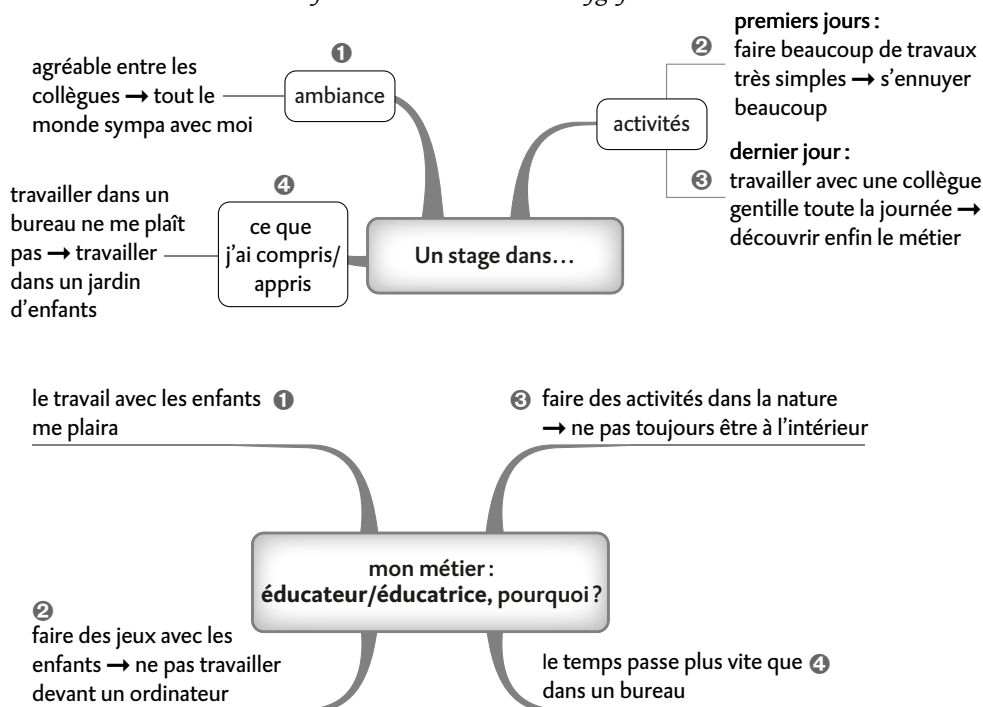 ❶
agréable entre les
collègues → tout le
monde sympa avec moi
ambiance
premiers jours :
❷ faire beaucoup de travaux
très simples → s'ennuyer
beaucoup
activités
dernier jour :
❸ travailler avec une collègue
gentille toute la journée →
découvrir enfin le métier
❹
travailler dans un
bureau ne me plaît
pas → travailler
dans un jardin
d'enfants
ce que
j'ai compris/
appris
Un stage dans…
le travail avec les enfants ❶
me plaira
❸ faire des activités dans la nature
→ ne pas toujours être à l'intérieur
mon métier :
éducateur/éducatrice, pourquoi ?
❷
faire des jeux avec les
enfants → ne pas travailler
devant un ordinateur
le temps passe plus vite que ❹
dans un bureau